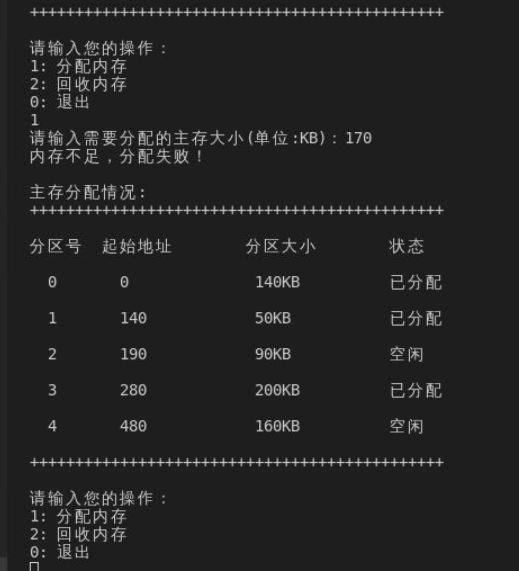 ++++++++++++++++++++++++++++++++++++++++++++++
请输入您的操作：
1: 分配内存
2: 回收内存
0: 退出
1
请输入需要分配的主存大小(单位:KB)：170
内存不足，分配失败！
主存分配情况:
++++++++++++++++++++++++++++++++++++++++++++++
分区号 起始地址 分区大小 状态
0 0 140KB 已分配
1 140 50KB 已分配
2 190 90KB 空闲
3 280 200KB 已分配
4 480 160KB 空闲
++++++++++++++++++++++++++++++++++++++++++++++
请输入您的操作：
1: 分配内存
2: 回收内存
0: 退出